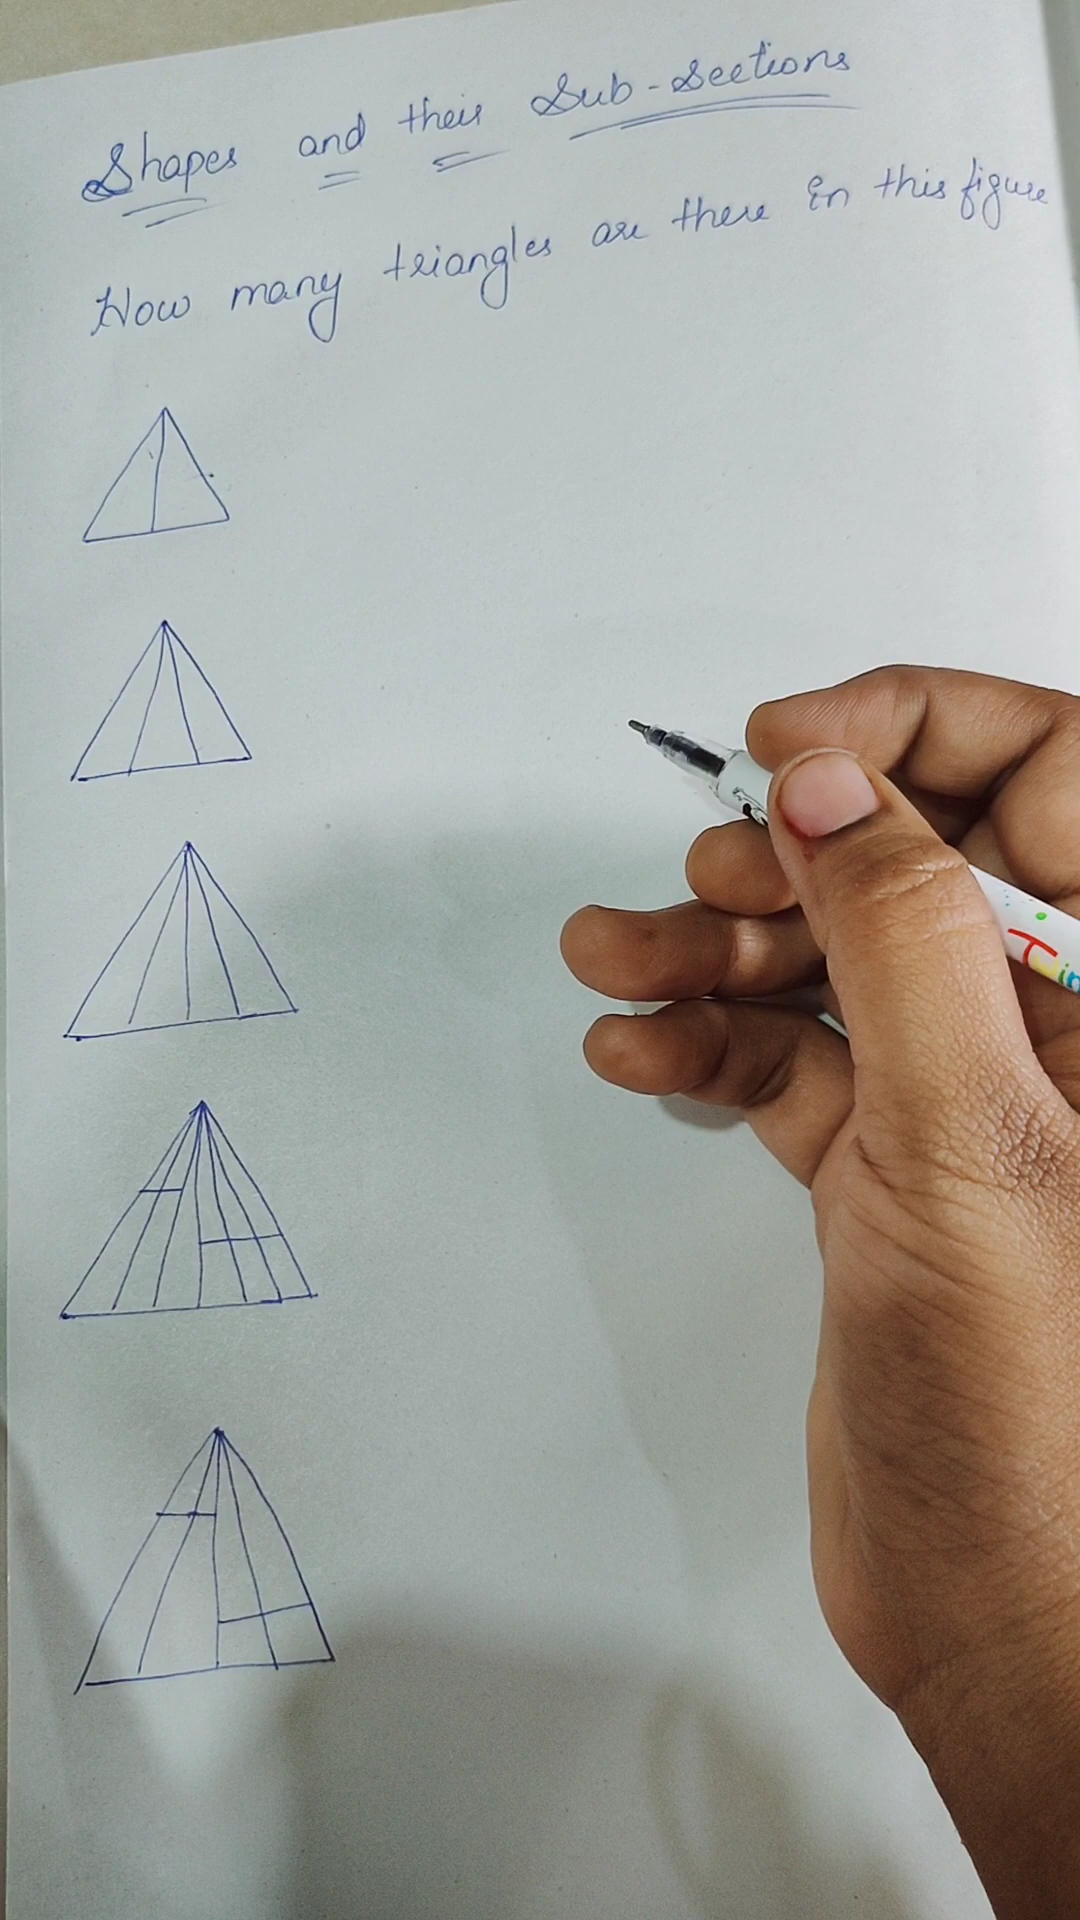 Shapes and their Sub-Sections
How many triangles are there in this figure